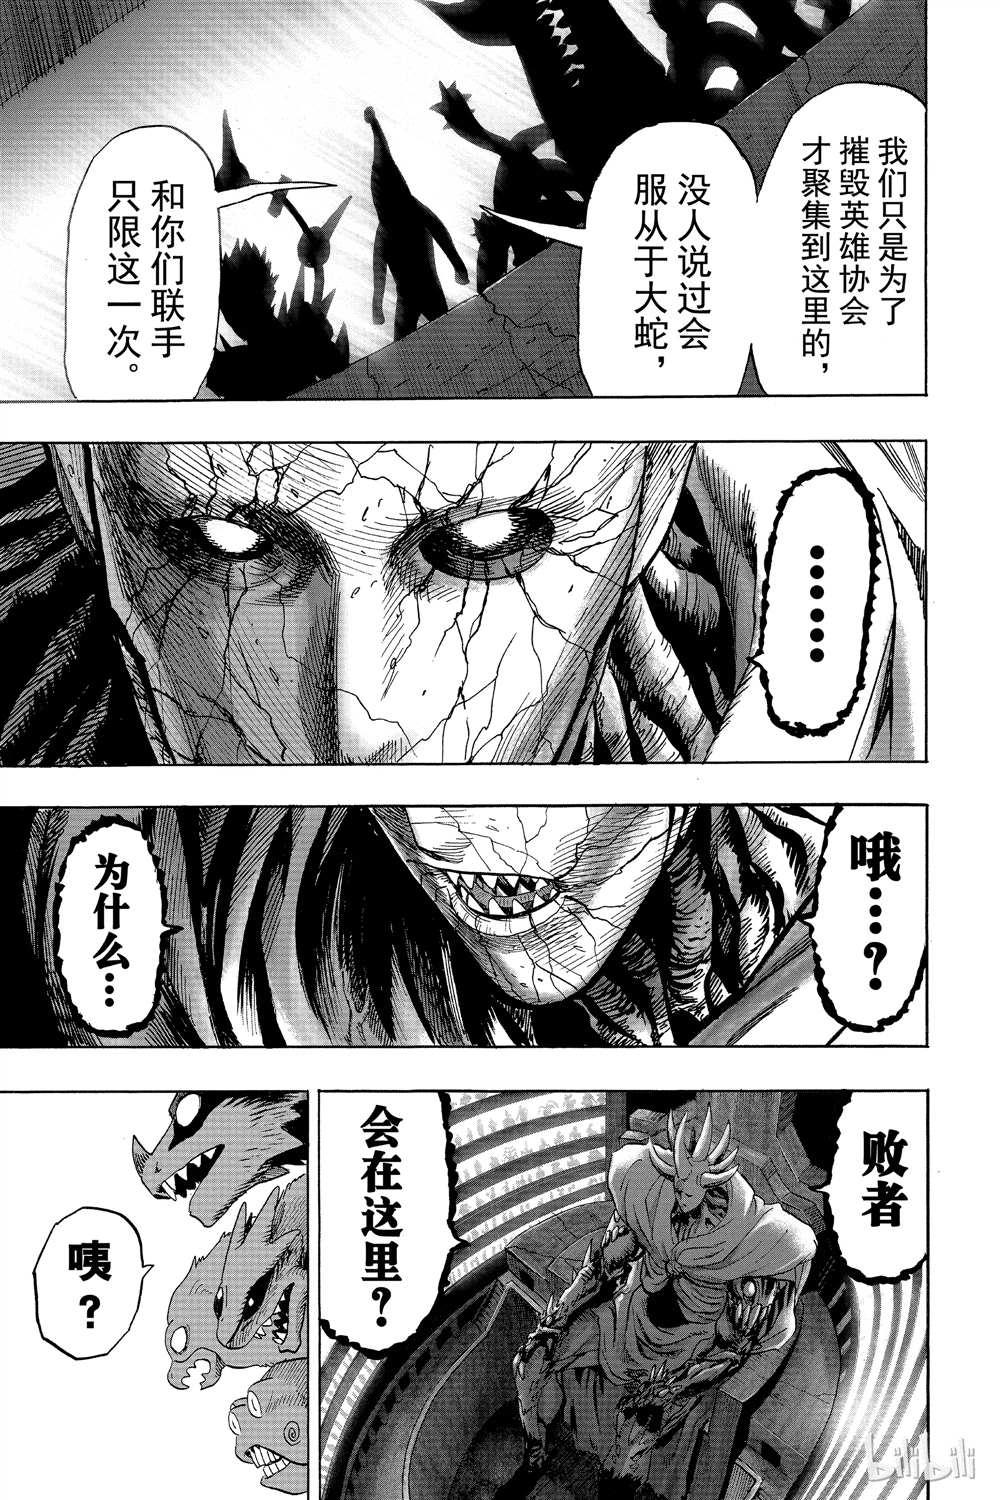 我们只是为了
摧毁英雄协会
才聚集到这里的，
没人说过会
服从于大蛇，
和你们联手
只限这一次。
……
哦…？
为什么…
败者
会在这里？
咦？
bilibili